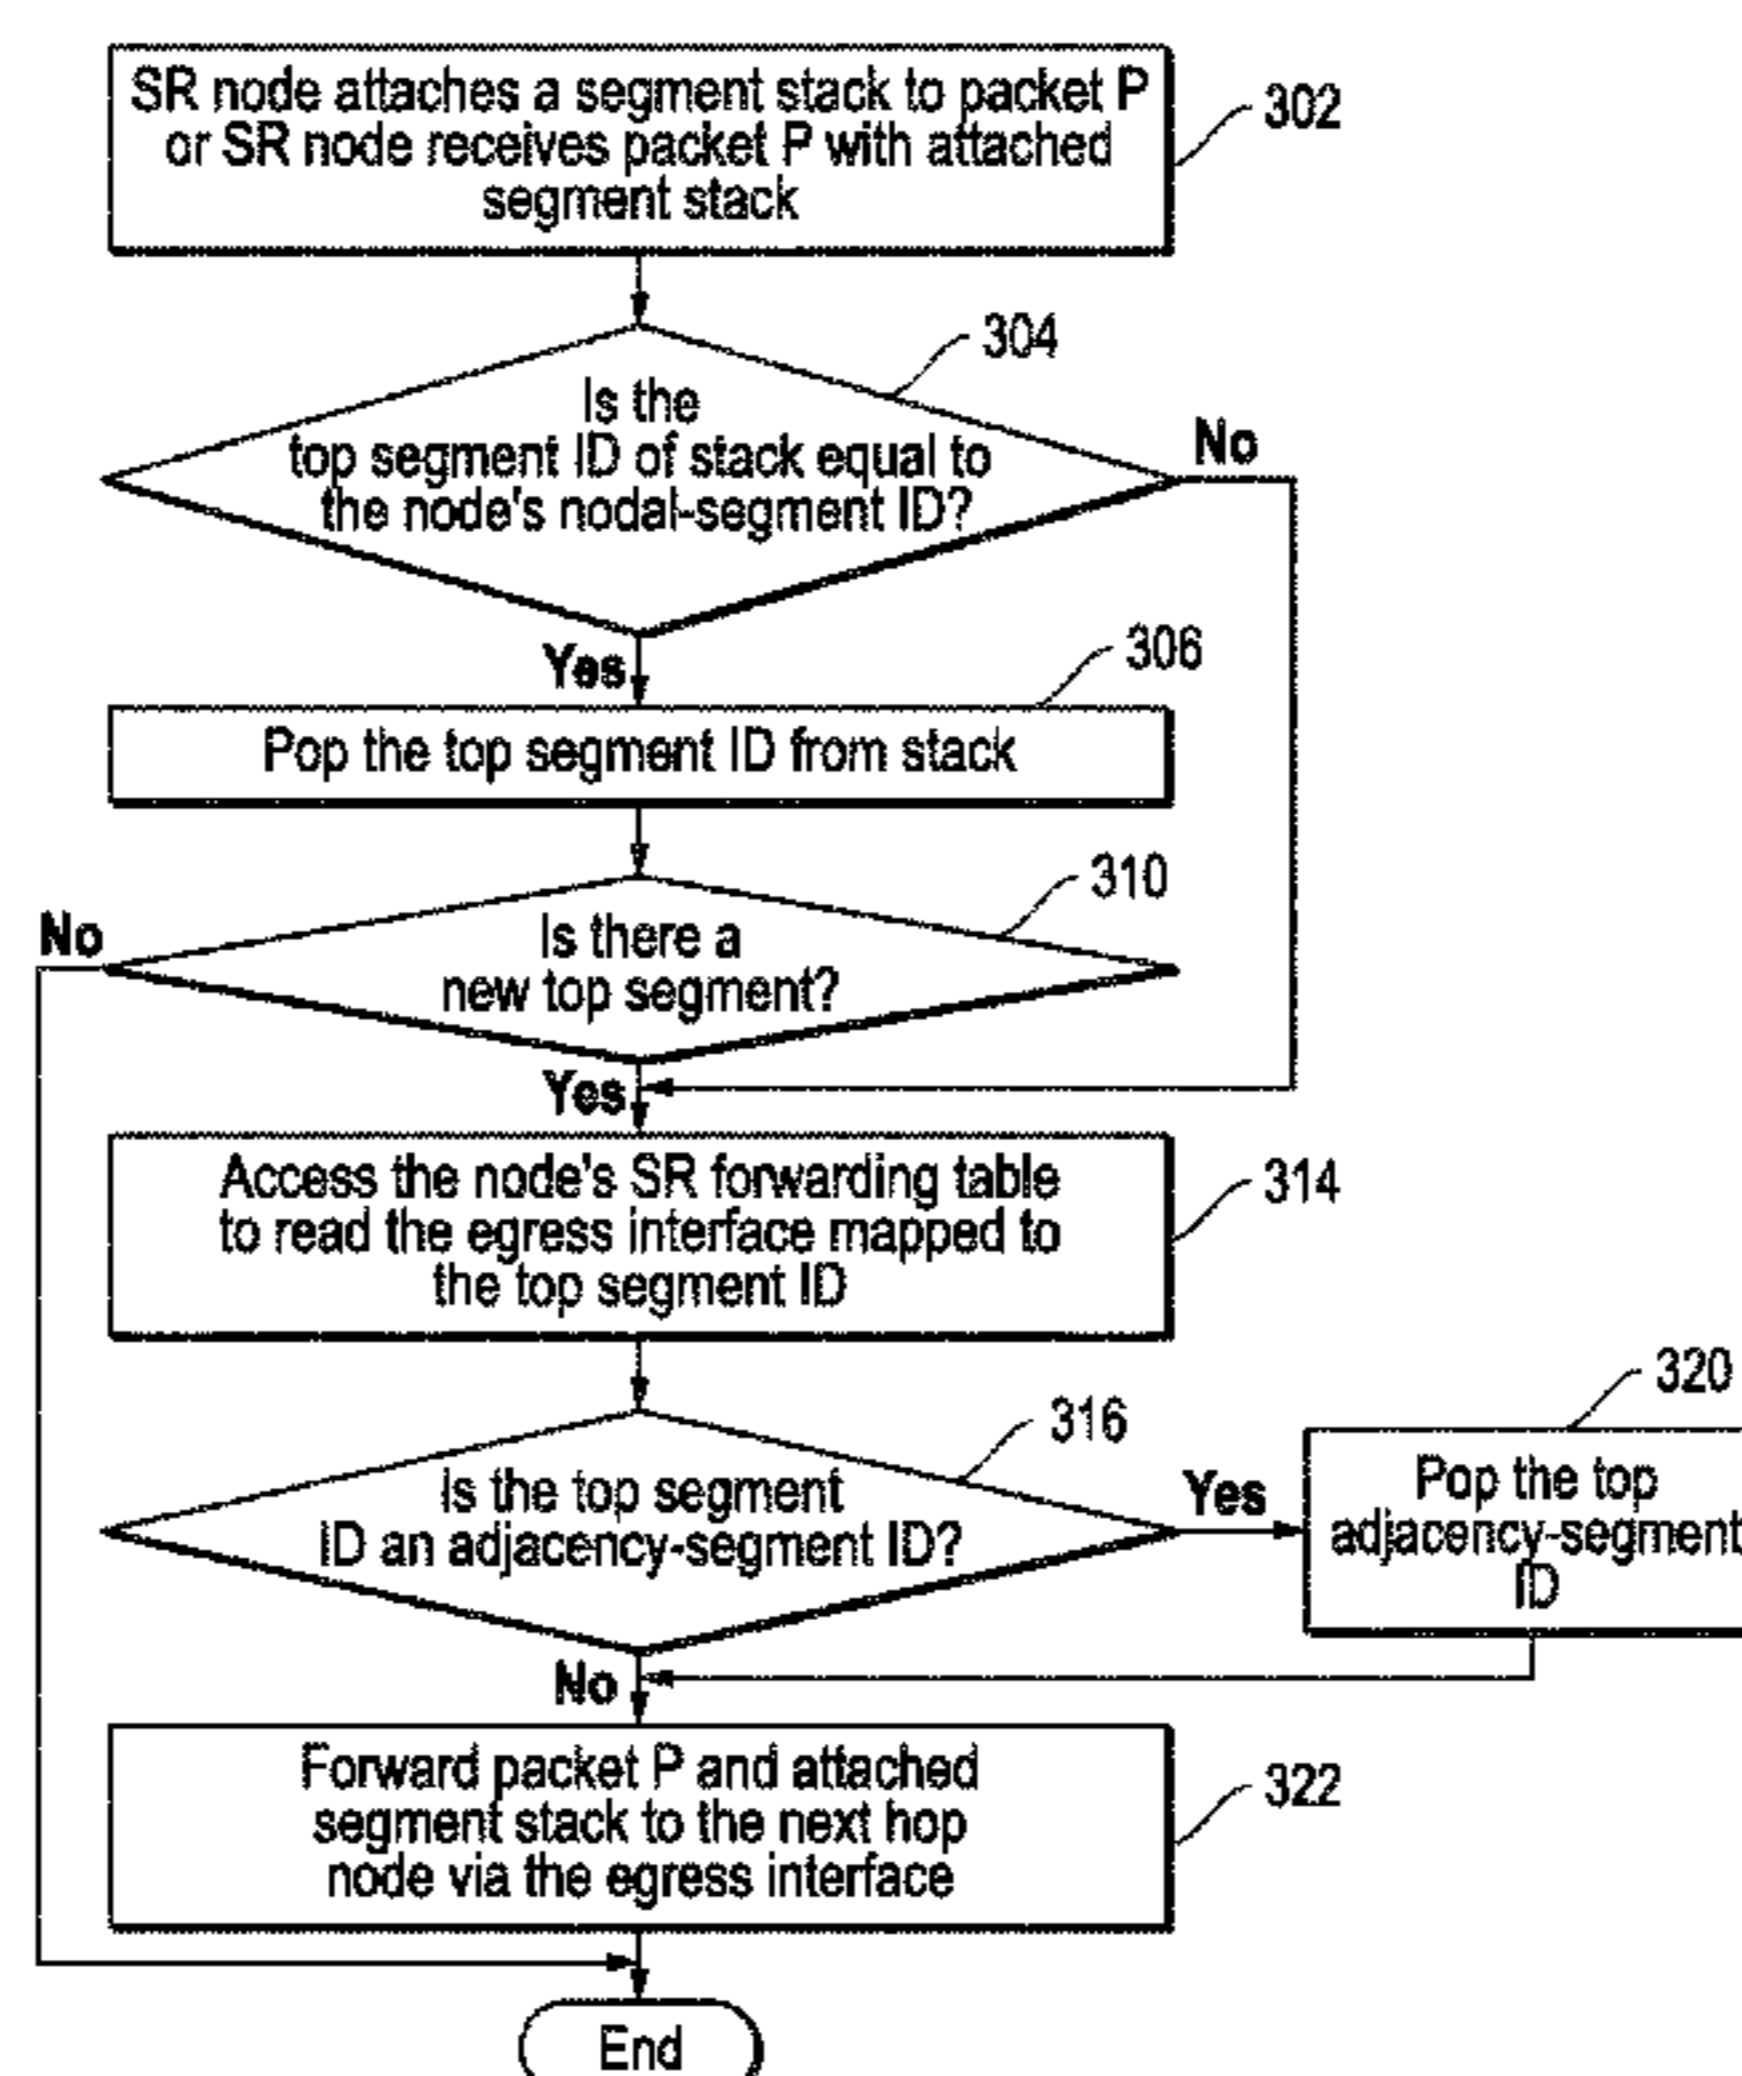 SR node attaches a segment stack to packet P
or SR node receives packet P with attached
segment stack
302
304
Is the
top segment ID of stack equal to
the node's nodal-segment ID?
No
Yes
306
Pop the top segment ID from stack
310
No
Is there a
new top segment?
Yes
Access the node's SR forwarding table
to read the egress interface mapped to
the top segment ID
314
316
Is the top segment
ID an adjacency-segment ID?
Yes
320
Pop the top
adjacency-segment
ID
No
Forward packet P and attached
segment stack to the next hop
node via the egress interface
322
End